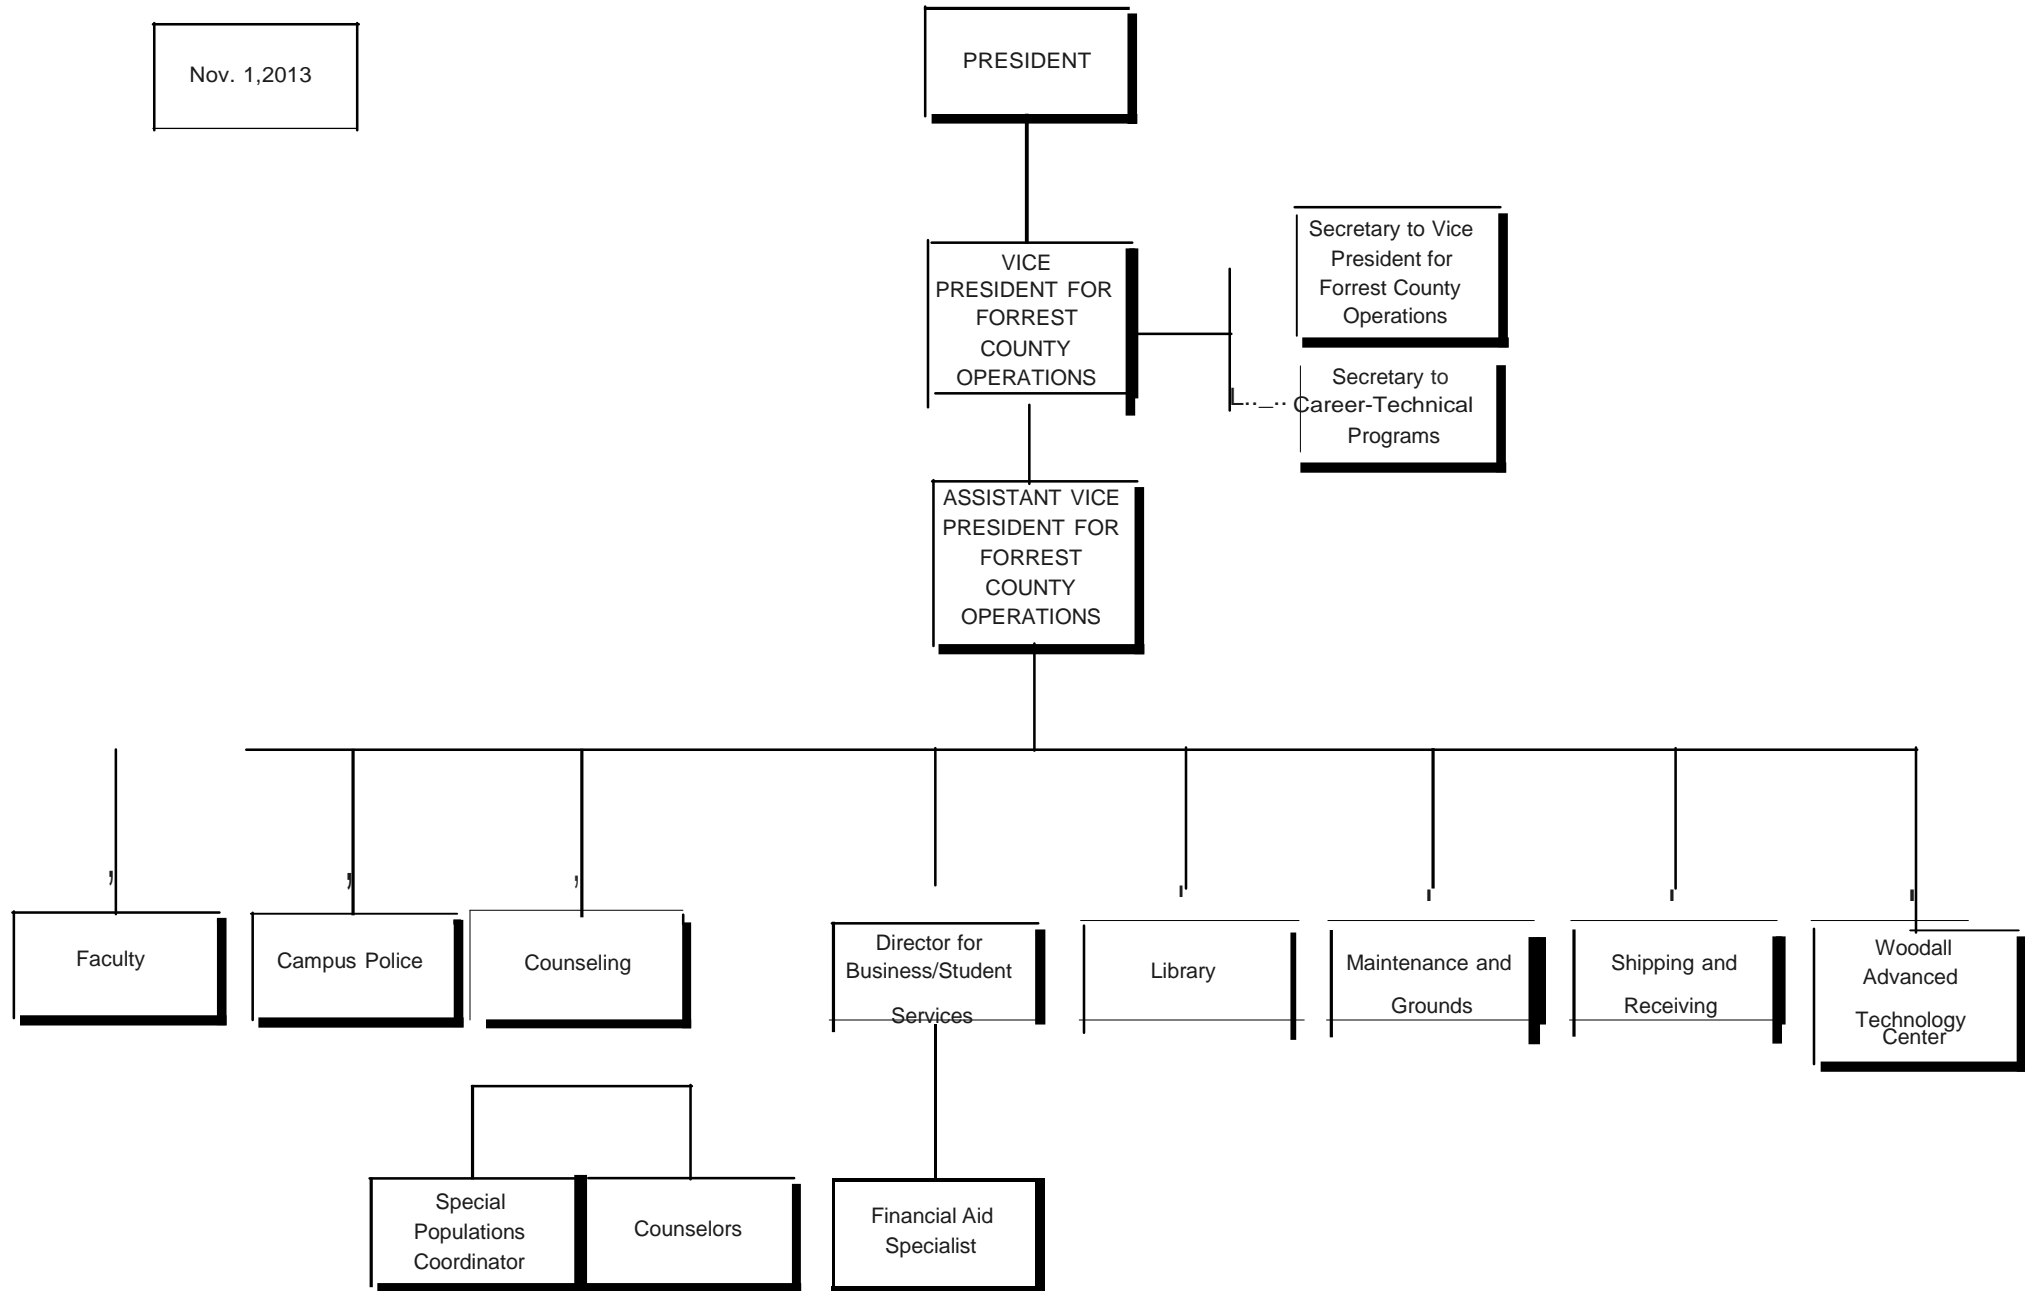 Nov. 1,2013
PRESIDENT
VICE
PRESIDENT FOR
FORREST
COUNTY
OPERATIONS
Secretary to Vice
President for
Forrest County
Operations
Secretary to
Career-Technical
Programs
ASSISTANT VICE
PRESIDENT FOR
FORREST
COUNTY
OPERATIONS
Faculty
Campus Police
Counseling
Director for
Business/Student
Services
Library
Maintenance and
Grounds
Shipping and
Receiving
Woodall
Advanced
Technology
Center
Special
Populations
Coordinator
Counselors
Financial Aid
Specialist